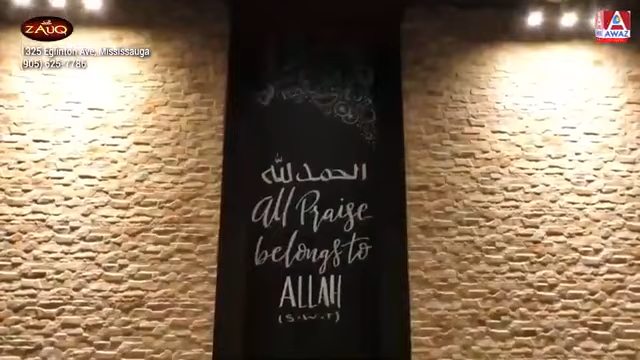 ZAUQ
1325 Eglinton Ave, Mississauga
(905) 625-7786
AWAZ
الحمد لله
All Praise
belongs to
ALLAH
(S.W.T)